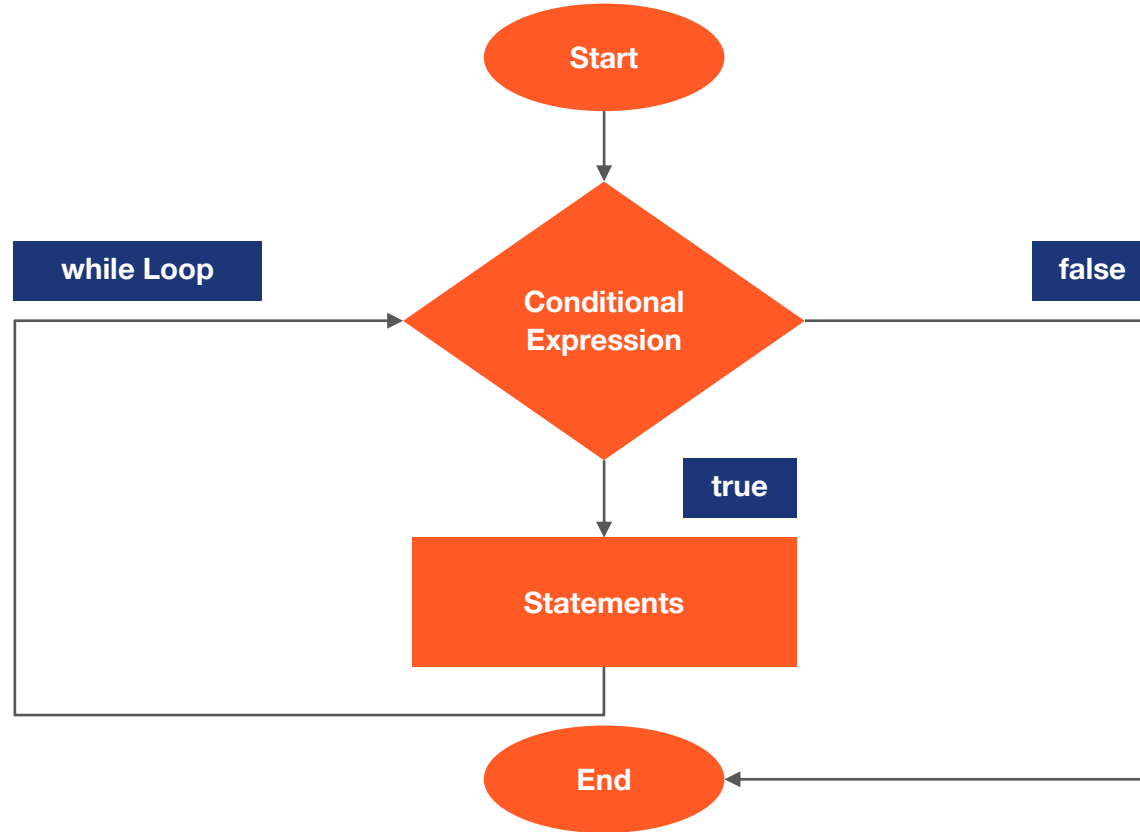 Start
while Loop
false
Conditional
Expression
true
Statements
End